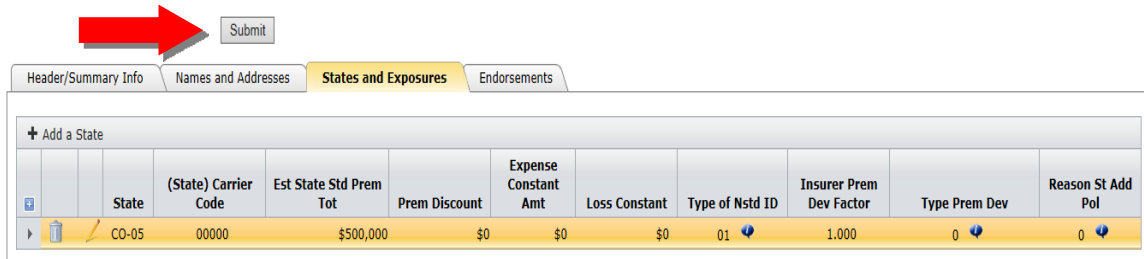 Submit
Header/Summary Info Names and Addresses States and Exposures Endorsements
+ Add a State
State (State) Carrier Code Est State Std Prem Tot Prem Discount Expense Constant Amt Loss Constant Type of Nstd ID Insurer Prem Dev Factor Type Prem Dev Reason St Add Pol
CO-05 00000 $500,000 $0 $0 $0 01 1.000 0 0